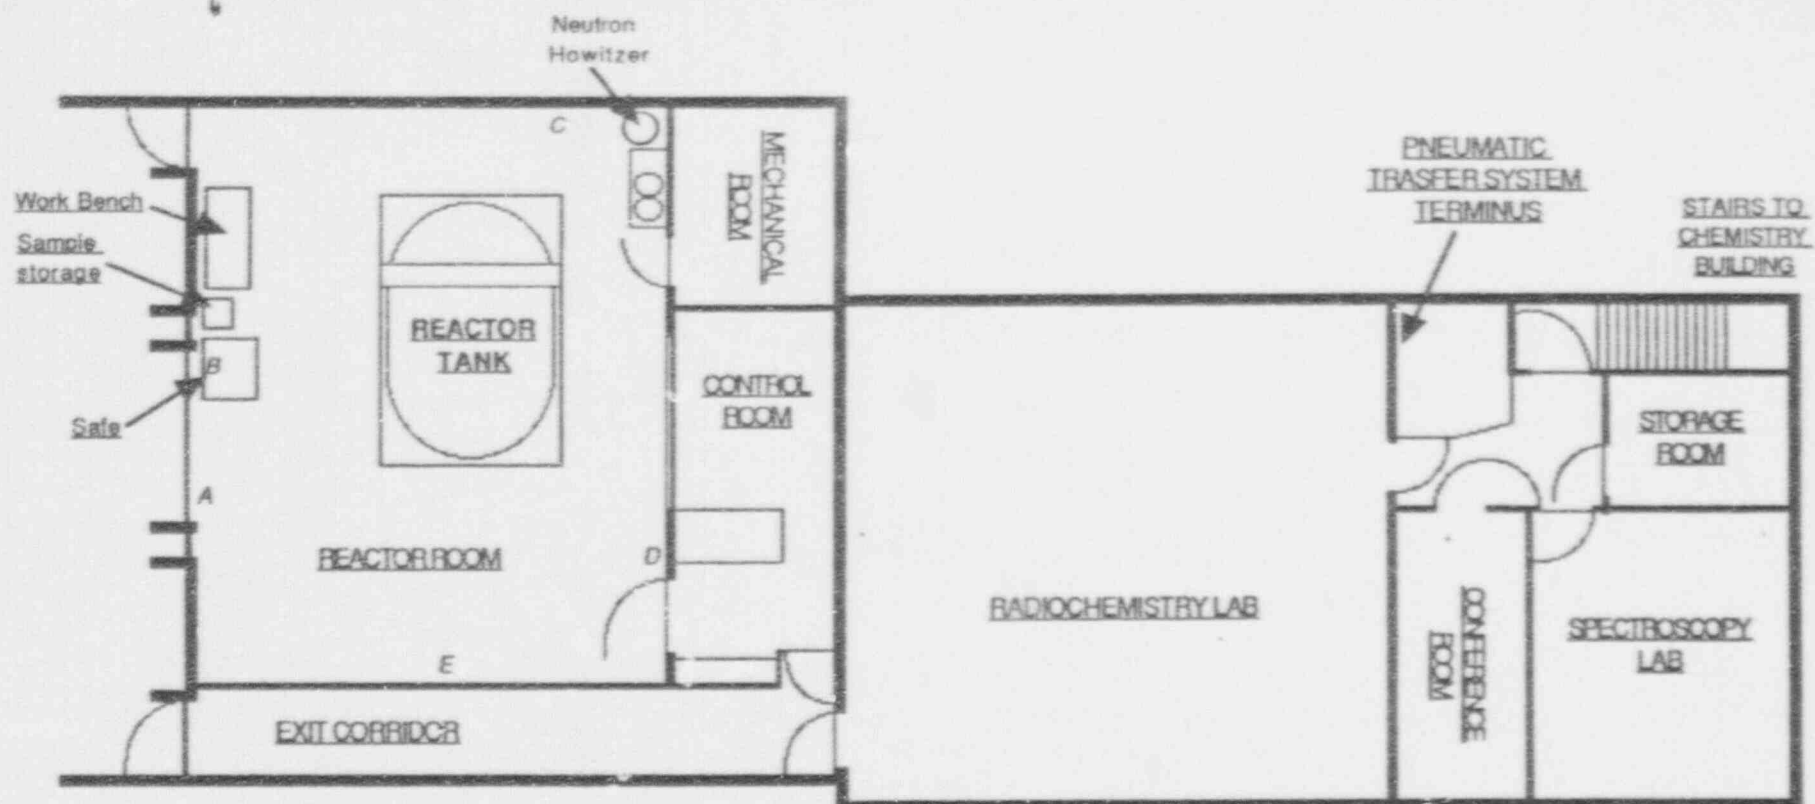 Neutron
Howitzer
C
MECHANICAL
ROOM
PNEUMATIC
TRASFER SYSTEM
TERMINUS
STAIRS TO
CHEMISTRY
BUILDING
Work Bench
Sample
storage
REACTOR
TANK
B
Safe
CONTROL
ROOM
STORAGE
ROOM
A
REACTOR ROOM
D
RADIOCHEMISTRY LAB
CONFERENCE
ROOM
SPECTROSCOPY
LAB
E
EXIT CORRIDOR